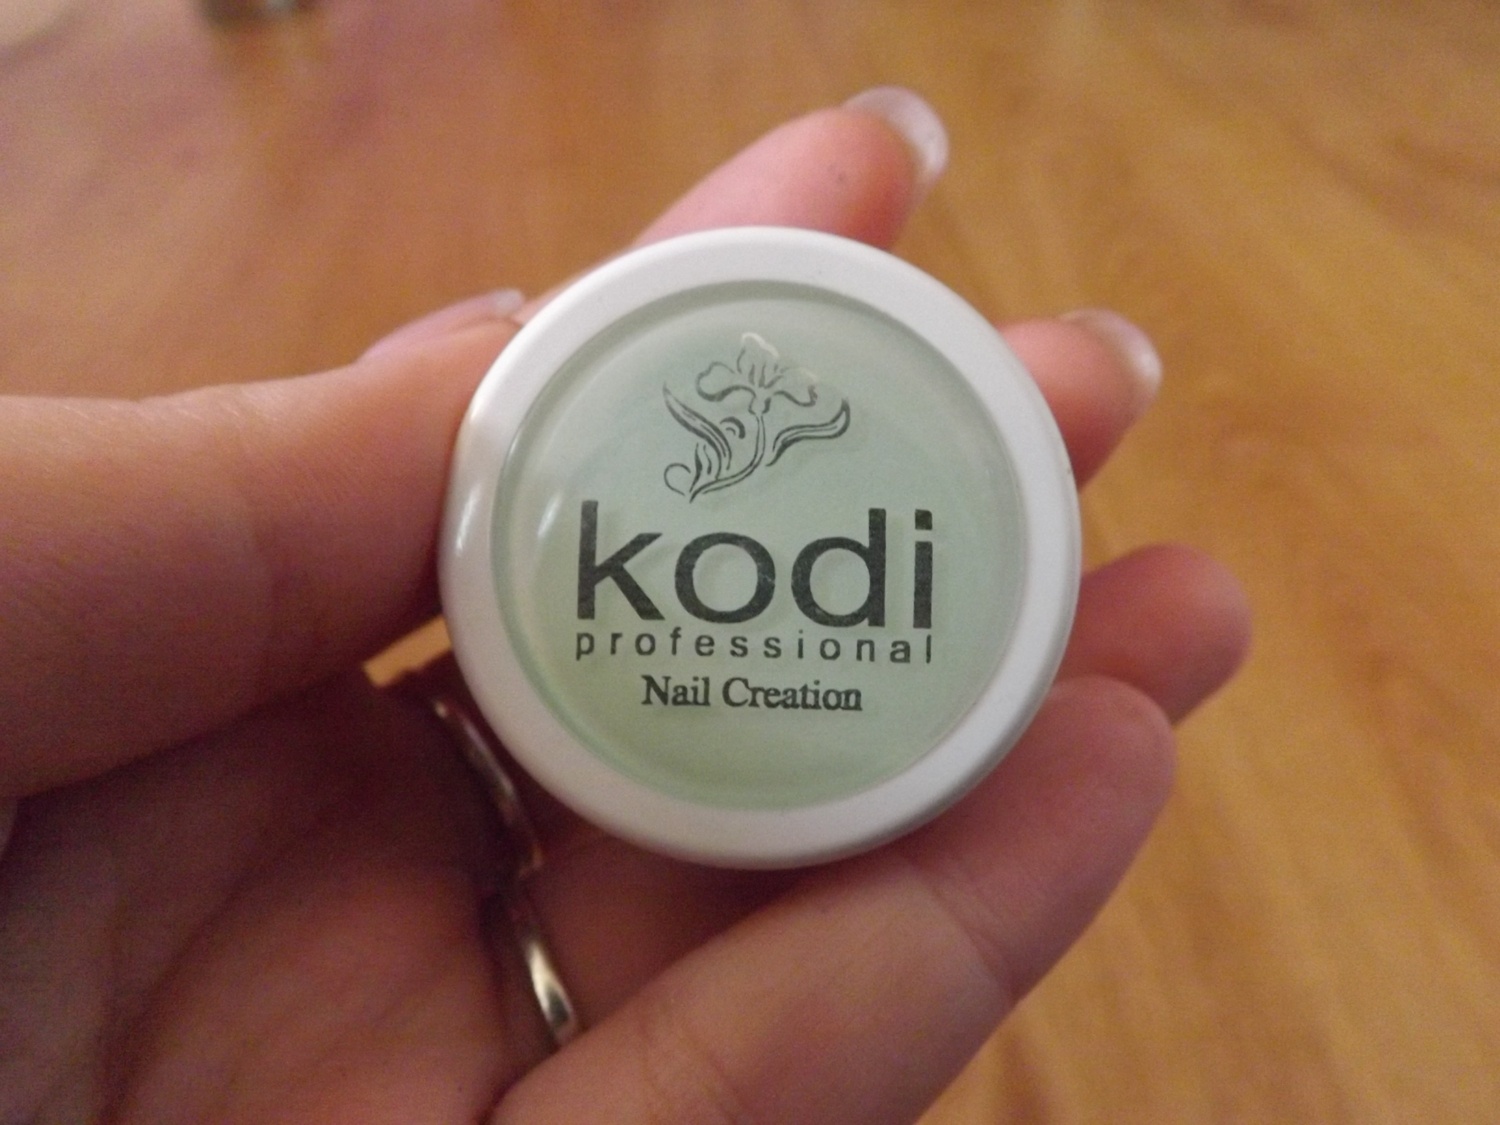 kodi
professional
Nail Creation